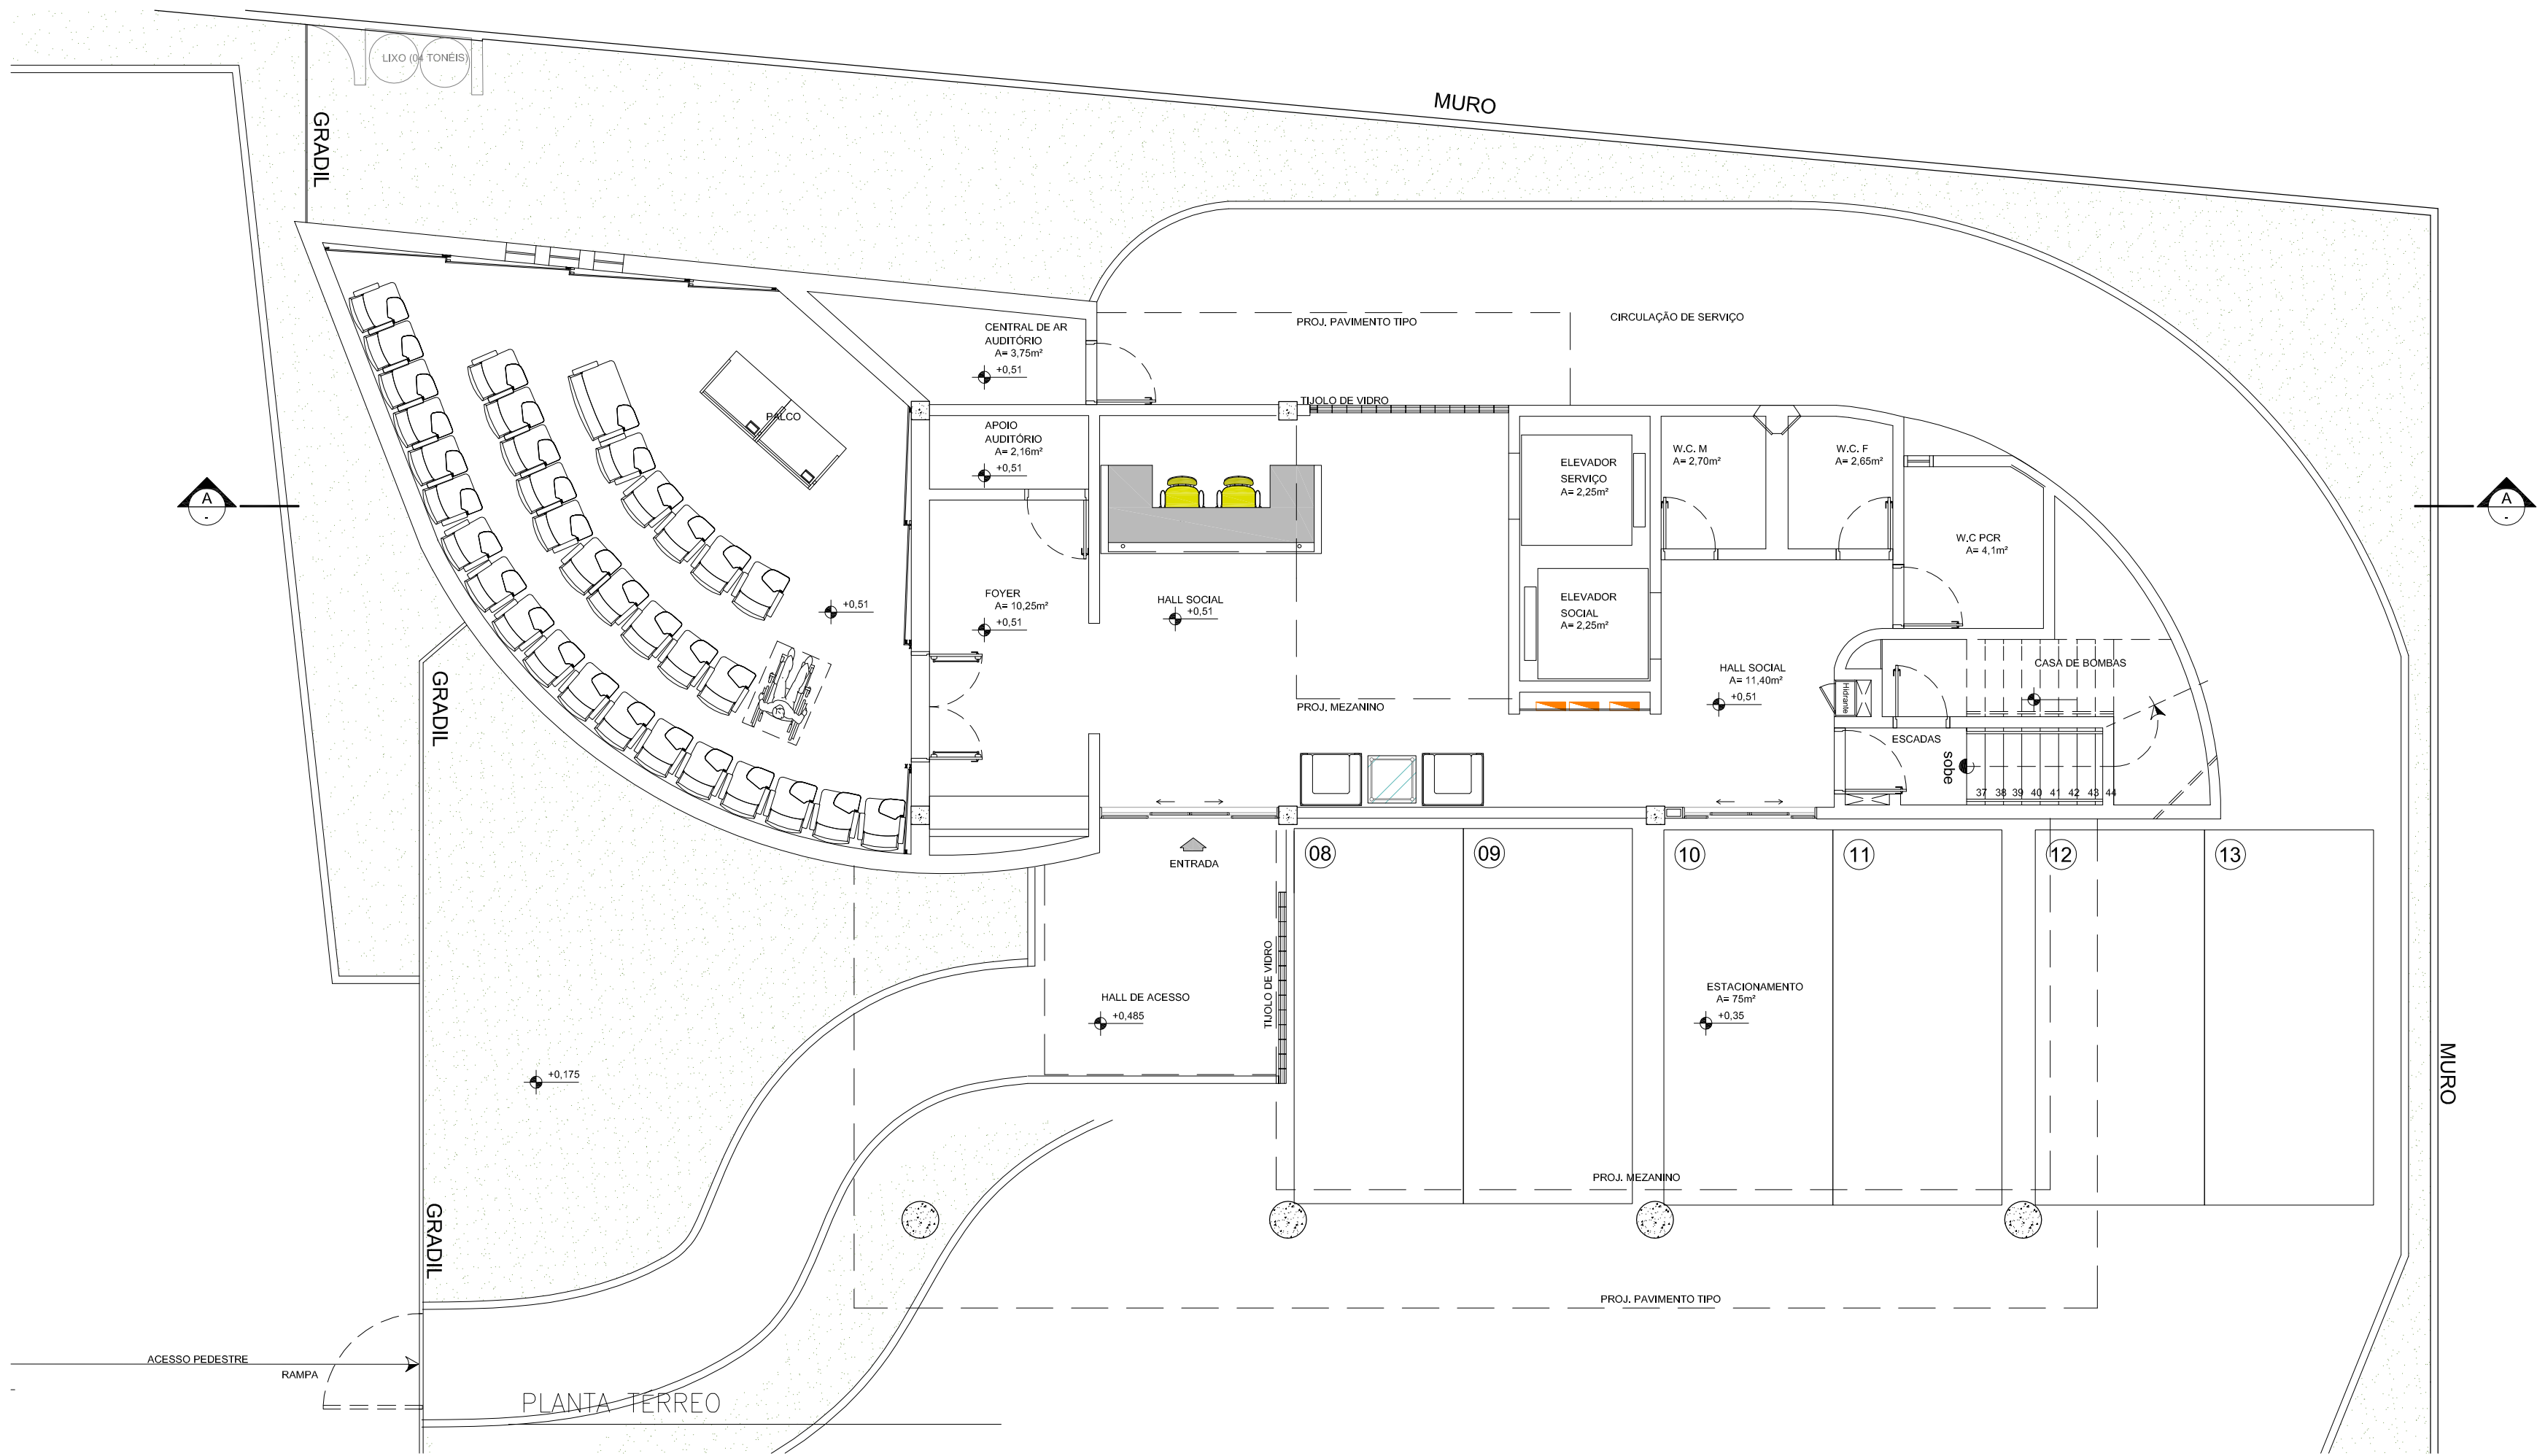 LIXO (04 TONÉIS)
MURO
GRADIL
CENTRAL DE AR
AUDITÓRIO
A= 3,75m²
+0,51
PROJ. PAVIMENTO TIPO
CIRCULAÇÃO DE SERVIÇO
TIJOLO DE VIDRO
PALCO
APOIO
AUDITÓRIO
A= 2,16m²
+0,51
ELEVADOR
SERVIÇO
A= 2,25m²
W.C. M
A= 2,70m²
W.C. F
A= 2,65m²
W.C PCR
A= 4,1m²
A
-
A
-
+0,51
FOYER
A= 10,25m²
+0,51
HALL SOCIAL
+0,51
ELEVADOR
SOCIAL
A= 2,25m²
HALL SOCIAL
A= 11,40m²
+0,51
Hidrante
CASA DE BOMBAS
PROJ. MEZANINO
ESCADAS
sobe
37 38 39 40 41 42 43 44
GRADIL
ENTRADA
08
09
10
11
12
13
TIJOLO DE VIDRO
HALL DE ACESSO
+0,485
ESTACIONAMENTO
A= 75m²
+0,35
+0,175
MURO
PROJ. MEZANINO
GRADIL
PROJ. PAVIMENTO TIPO
ACESSO PEDESTRE
RAMPA
PLANTA TÉRREO